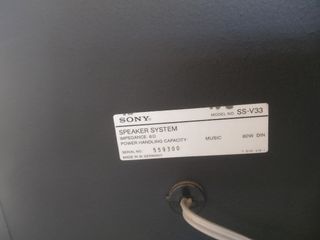 SONY®
MODEL NO. SS-V33
SPEAKER SYSTEM
IMPEDANCE, 8Ω
POWER HANDLING CAPACITY: MUSIC 80W DIN
SERIAL NO. 559300
MADE IN W. GERMANY